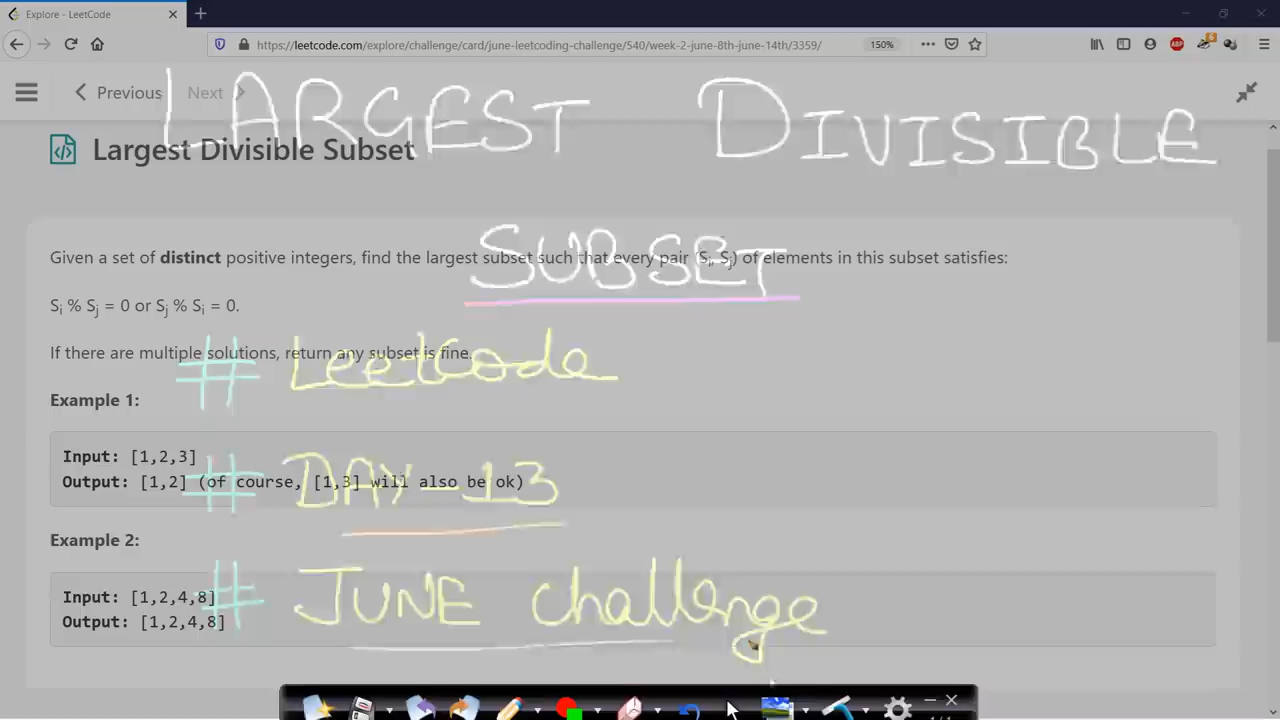 Explore - LeetCode
https://leetcode.com/explore/challenge/card/june-leetcoding-challenge/540/week-2-june-8th-june-14th/3359/
150%
ABP
Previous
Next
LARGEST DIVISIBLE
Largest Divisible Subset
SUBSET
Given a set of distinct positive integers, find the largest subset such that every pair (Si, Sj) of elements in this subset satisfies:
Si % Sj = 0 or Sj % Si = 0.
If there are multiple solutions, return any subset is fine.
# LeetCode
Example 1:
Input: [1,2,3]
Output: [1,2] (of course, [1,3] will also be ok)
# DAY-13
Example 2:
Input: [1,2,4,8]
Output: [1,2,4,8]
# JUNE challenge